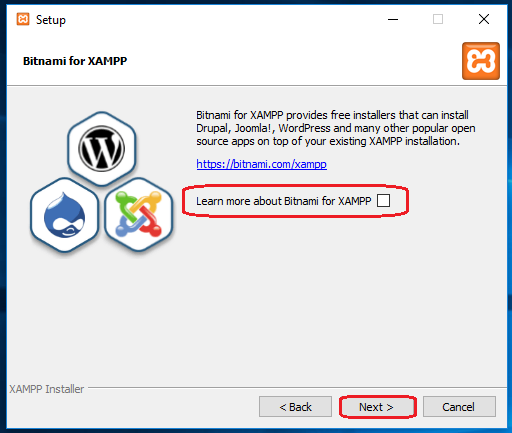 Setup
Bitnami for XAMPP
Bitnami for XAMPP provides free installers that can install
Drupal, Joomla!, WordPress and many other popular open
source apps on top of your existing XAMPP installation.
https://bitnami.com/xampp
Learn more about Bitnami for XAMPP
XAMPP Installer
< Back
Next >
Cancel